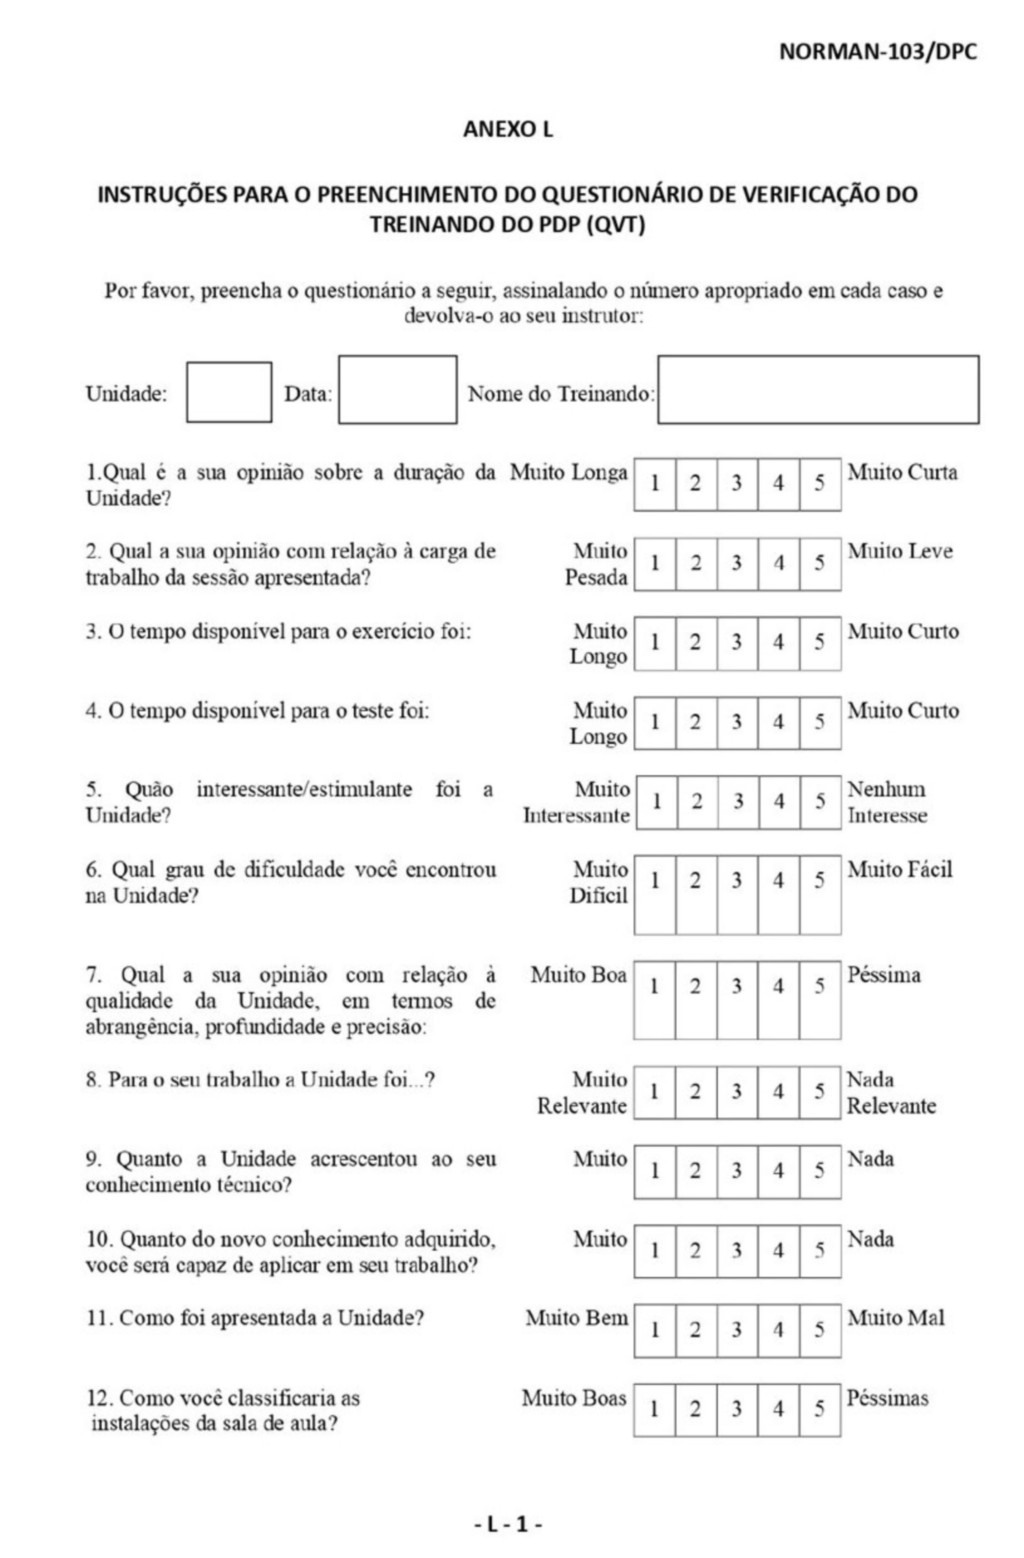 NORMAN-103/DPC
ANEXO L
INSTRUÇÕES PARA O PREENCHIMENTO DO QUESTIONÁRIO DE VERIFICAÇÃO DO
TREINANDO DO PDP (QVT)
Por favor, preencha o questionário a seguir, assinalando o número apropriado em cada caso e
devolva-o ao seu instrutor:
Unidade: Data: Nome do Treinando:
1.Qual é a sua opinião sobre a duração da Muito Longa 1 2 3 4 5 Muito Curta
Unidade?
2. Qual a sua opinião com relação à carga de Muito 1 2 3 4 5 Muito Leve
trabalho da sessão apresentada? Pesada
3. O tempo disponível para o exercício foi: Muito 1 2 3 4 5 Muito Curto
Longo
4. O tempo disponível para o teste foi: Muito 1 2 3 4 5 Muito Curto
Longo
5. Quão interessante/estimulante foi a Muito 1 2 3 4 5 Nenhum
Unidade? Interessante Interesse
6. Qual grau de dificuldade você encontrou Muito 1 2 3 4 5 Muito Fácil
na Unidade? Difícil
7. Qual a sua opinião com relação à Muito Boa 1 2 3 4 5 Péssima
qualidade da Unidade, em termos de
abrangência, profundidade e precisão:
8. Para o seu trabalho a Unidade foi...? Muito 1 2 3 4 5 Nada
Relevante Relevante
9. Quanto a Unidade acrescentou ao seu Muito 1 2 3 4 5 Nada
conhecimento técnico?
10. Quanto do novo conhecimento adquirido, Muito 1 2 3 4 5 Nada
você será capaz de aplicar em seu trabalho?
11. Como foi apresentada a Unidade? Muito Bem 1 2 3 4 5 Muito Mal
12. Como você classificaria as Muito Boas 1 2 3 4 5 Péssimas
instalações da sala de aula?
- L - 1 -